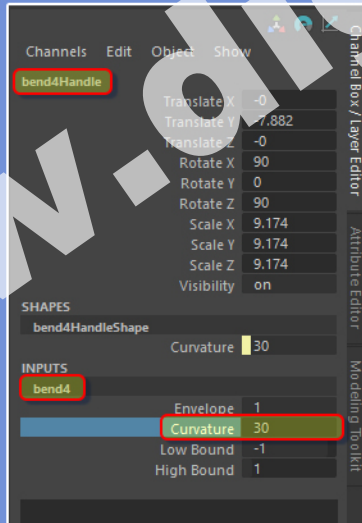 Channels Edit Object Show
bend4Handle
Translate X -0
Translate Y -7.882
Translate Z -0
Rotate X 90
Rotate Y 0
Rotate Z 90
Scale X 9.174
Scale Y 9.174
Scale Z 9.174
Visibility on
SHAPES
bend4HandleShape
Curvature 30
INPUTS
bend4
Envelope 1
Curvature 30
Low Bound -1
High Bound 1
Channel Box / Layer Editor
Attribute Editor
Modeling Toolkit